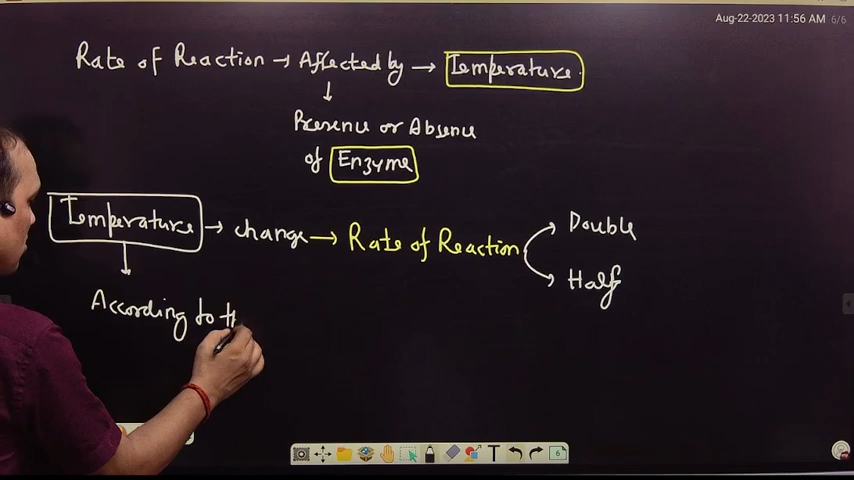 Aug-22-2023 11:56 AM 6/6
Rate of Reaction → Affected by → Temperature
↓
Presence or Absence
of Enzyme
Temperature → change → Rate of Reaction
Double
Half
According to t
6